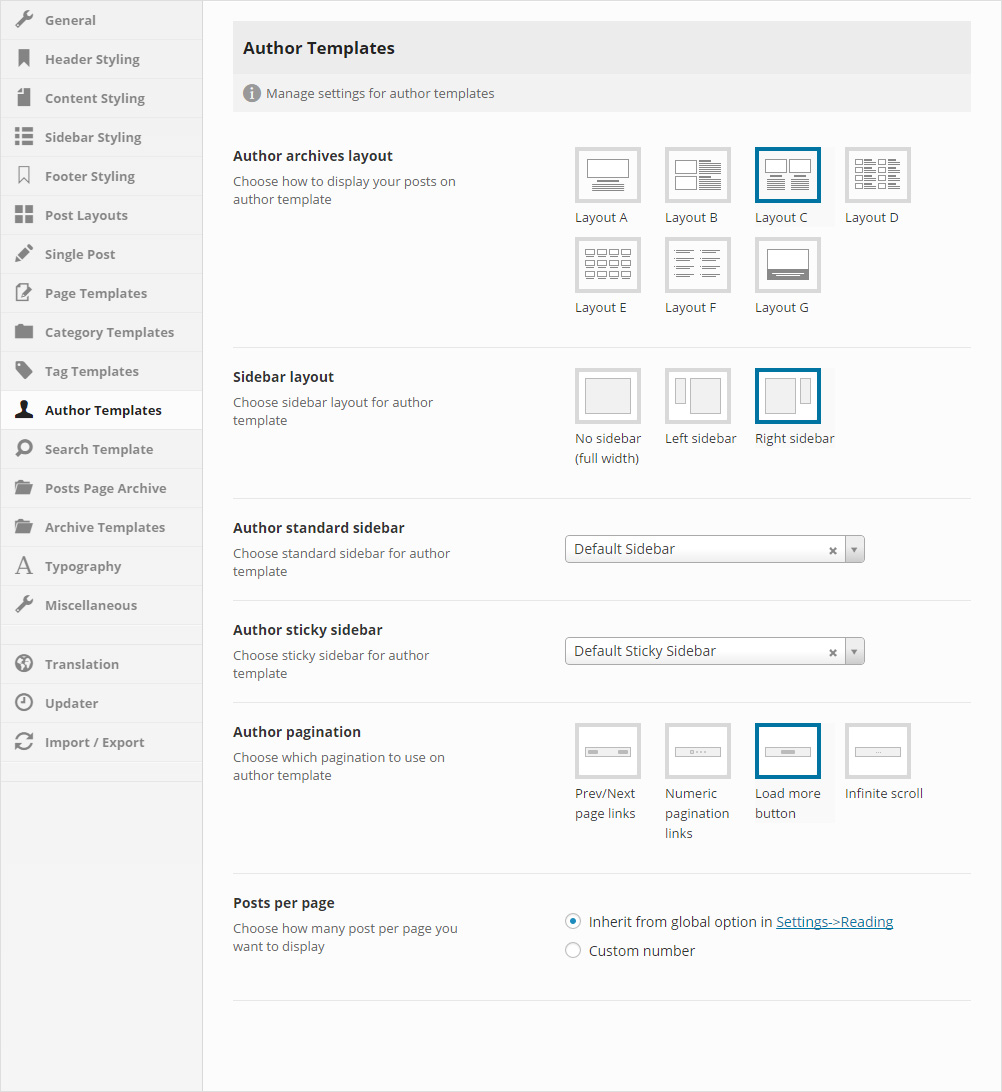 General
Header Styling
Content Styling
Sidebar Styling
Footer Styling
Post Layouts
Single Post
Page Templates
Category Templates
Tag Templates
Author Templates
Search Template
Posts Page Archive
Archive Templates
Typography
Miscellaneous
Translation
Updater
Import / Export
Author Templates
Manage settings for author templates
Author archives layout
Choose how to display your posts on
author template
Layout A
Layout B
Layout C
Layout D
Layout E
Layout F
Layout G
Sidebar layout
Choose sidebar layout for author
template
No sidebar
(full width)
Left sidebar
Right sidebar
Author standard sidebar
Choose standard sidebar for author
template
Default Sidebar
Author sticky sidebar
Choose sticky sidebar for author
template
Default Sticky Sidebar
Author pagination
Choose which pagination to use on
author template
Prev/Next
page links
Numeric
pagination
links
Load more
button
Infinite scroll
Posts per page
Choose how many post per page you
want to display
Inherit from global option in Settings->Reading
Custom number